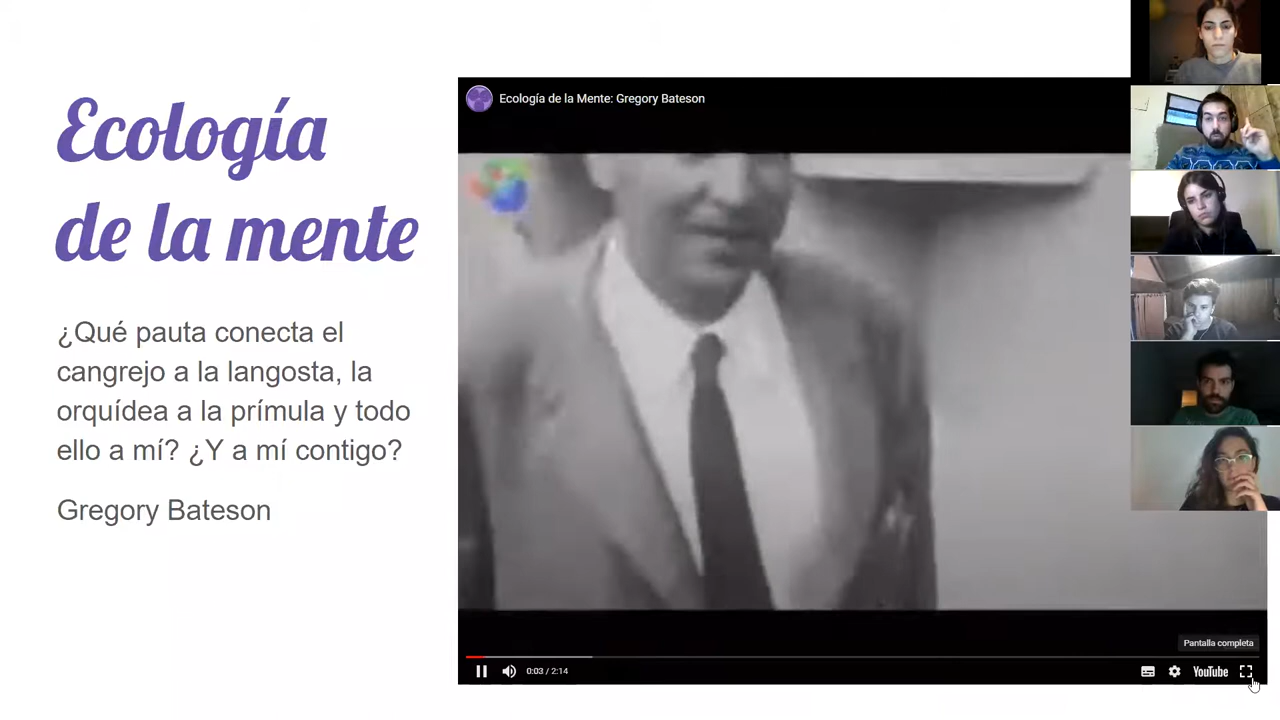 Ecología
de la mente
¿Qué pauta conecta el
cangrejo a la langosta, la
orquídea a la prímula y todo
ello a mí? ¿Y a mí contigo?
Gregory Bateson
Ecología de la Mente: Gregory Bateson
Pantalla completa
0:03 / 2:14
YouTube